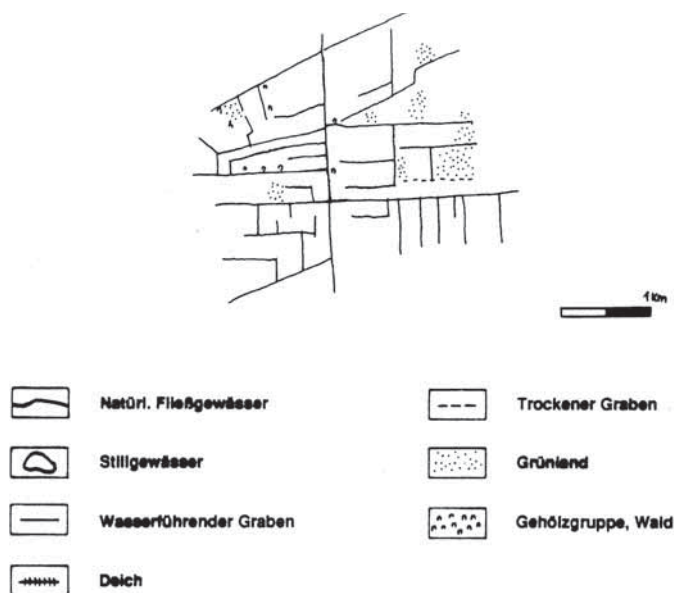 1 Km
Natürl. Fließgewässer
Trockener Graben
Stillgewässer
Grünland
Wasserführender Graben
Gehölzgruppe, Wald
Deich